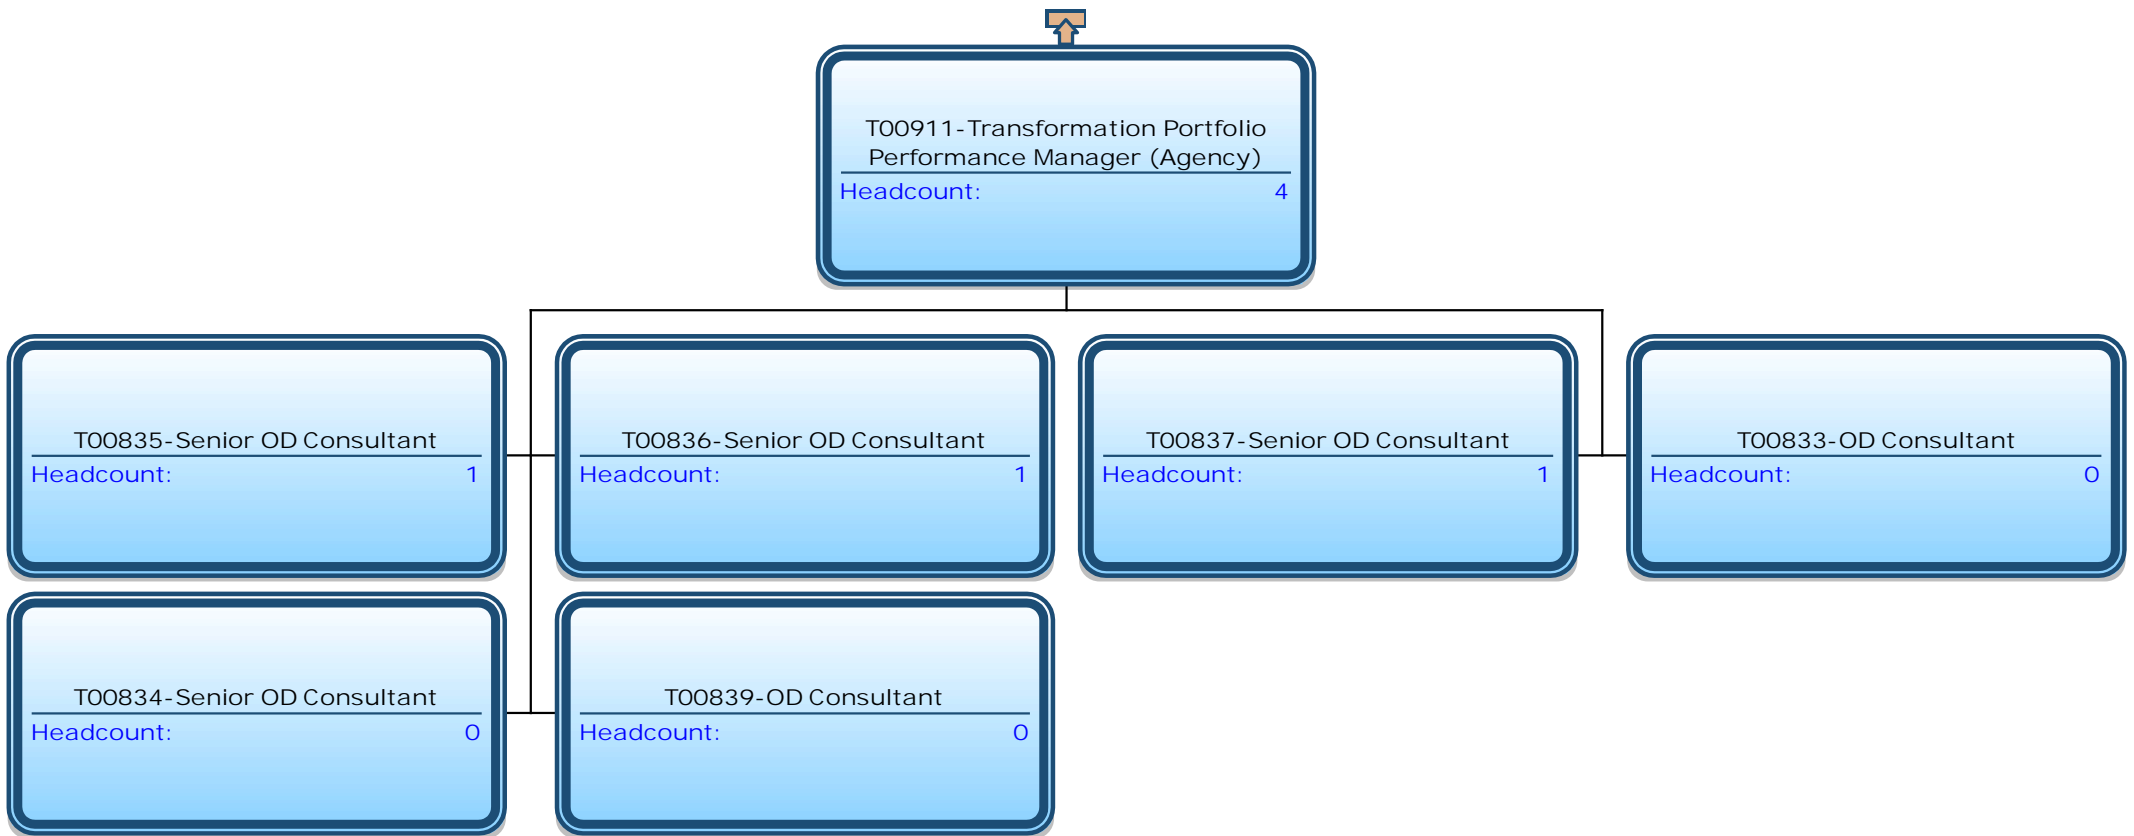 T00911-Transformation Portfolio
Performance Manager (Agency)
Headcount: 4
T00835-Senior OD Consultant
Headcount: 1
T00836-Senior OD Consultant
Headcount: 1
T00837-Senior OD Consultant
Headcount: 1
T00833-OD Consultant
Headcount: 0
T00834-Senior OD Consultant
Headcount: 0
T00839-OD Consultant
Headcount: 0